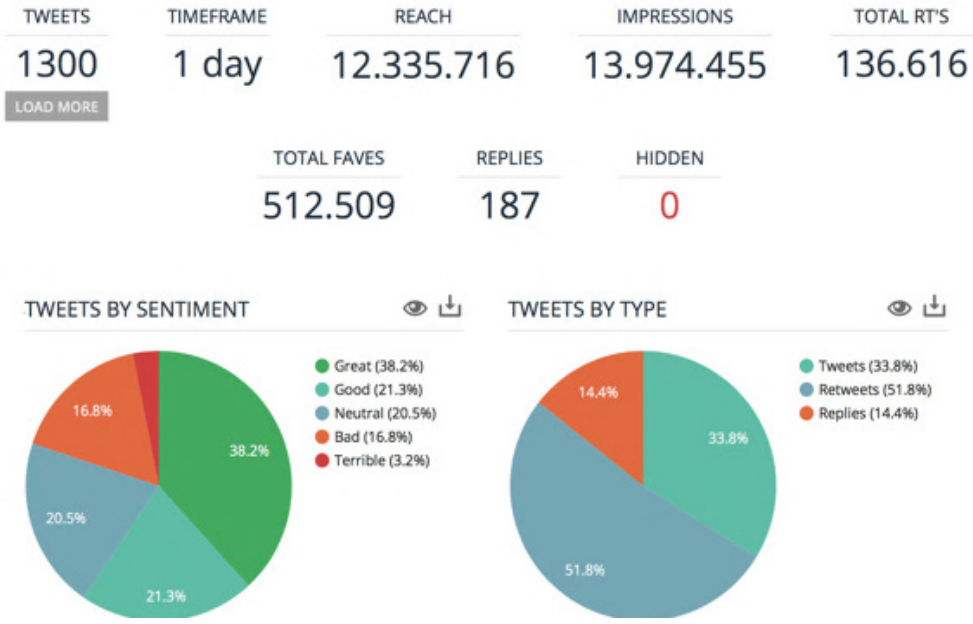 TWEETS TIMEFRAME REACH IMPRESSIONS TOTAL RT'S
1300 1 day 12.335.716 13.974.455 136.616
LOAD MORE
TOTAL FAVES REPLIES HIDDEN
512.509 187 0
TWEETS BY SENTIMENT
Great (38.2%)
Good (21.3%)
Neutral (20.5%)
Bad (16.8%)
Terrible (3.2%)
16.8%
38.2%
20.5%
21.3%
TWEETS BY TYPE
Tweets (33.8%)
Retweets (51.8%)
Replies (14.4%)
14.4%
33.8%
51.8%